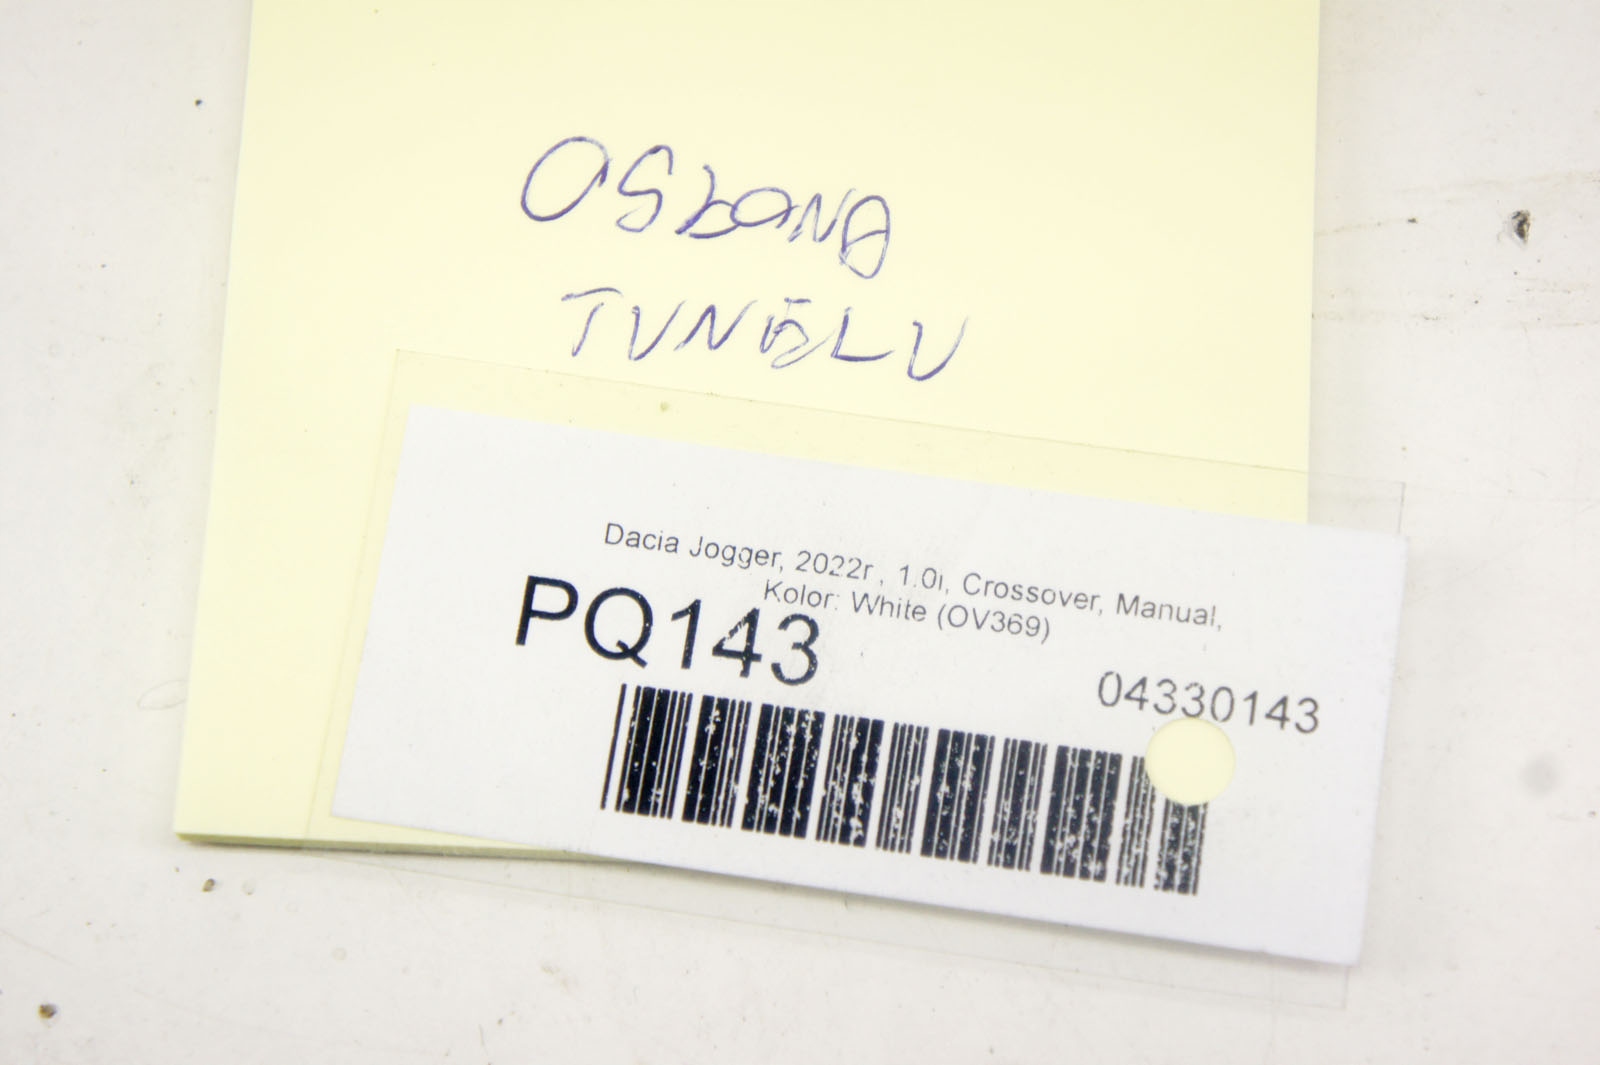 OSŁONA
TUNELU
Dacia Jogger, 2022r., 1.0i, Crossover, Manual,
Kolor: White (OV369)
PQ143
04330143